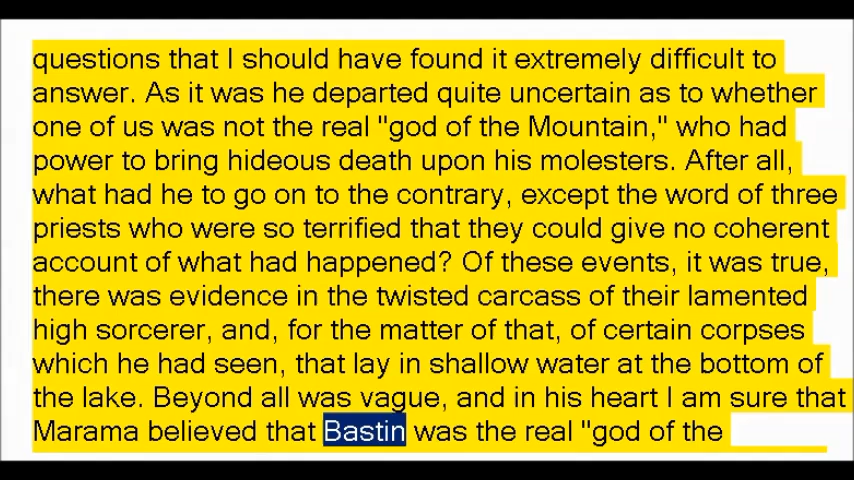 questions that I should have found it extremely difficult to
answer. As it was he departed quite uncertain as to whether
one of us was not the real "god of the Mountain," who had
power to bring hideous death upon his molesters. After all,
what had he to go on to the contrary, except the word of three
priests who were so terrified that they could give no coherent
account of what had happened? Of these events, it was true,
there was evidence in the twisted carcass of their lamented
high sorcerer, and, for the matter of that, of certain corpses
which he had seen, that lay in shallow water at the bottom of
the lake. Beyond all was vague, and in his heart I am sure that
Marama believed that Bastin was the real "god of the